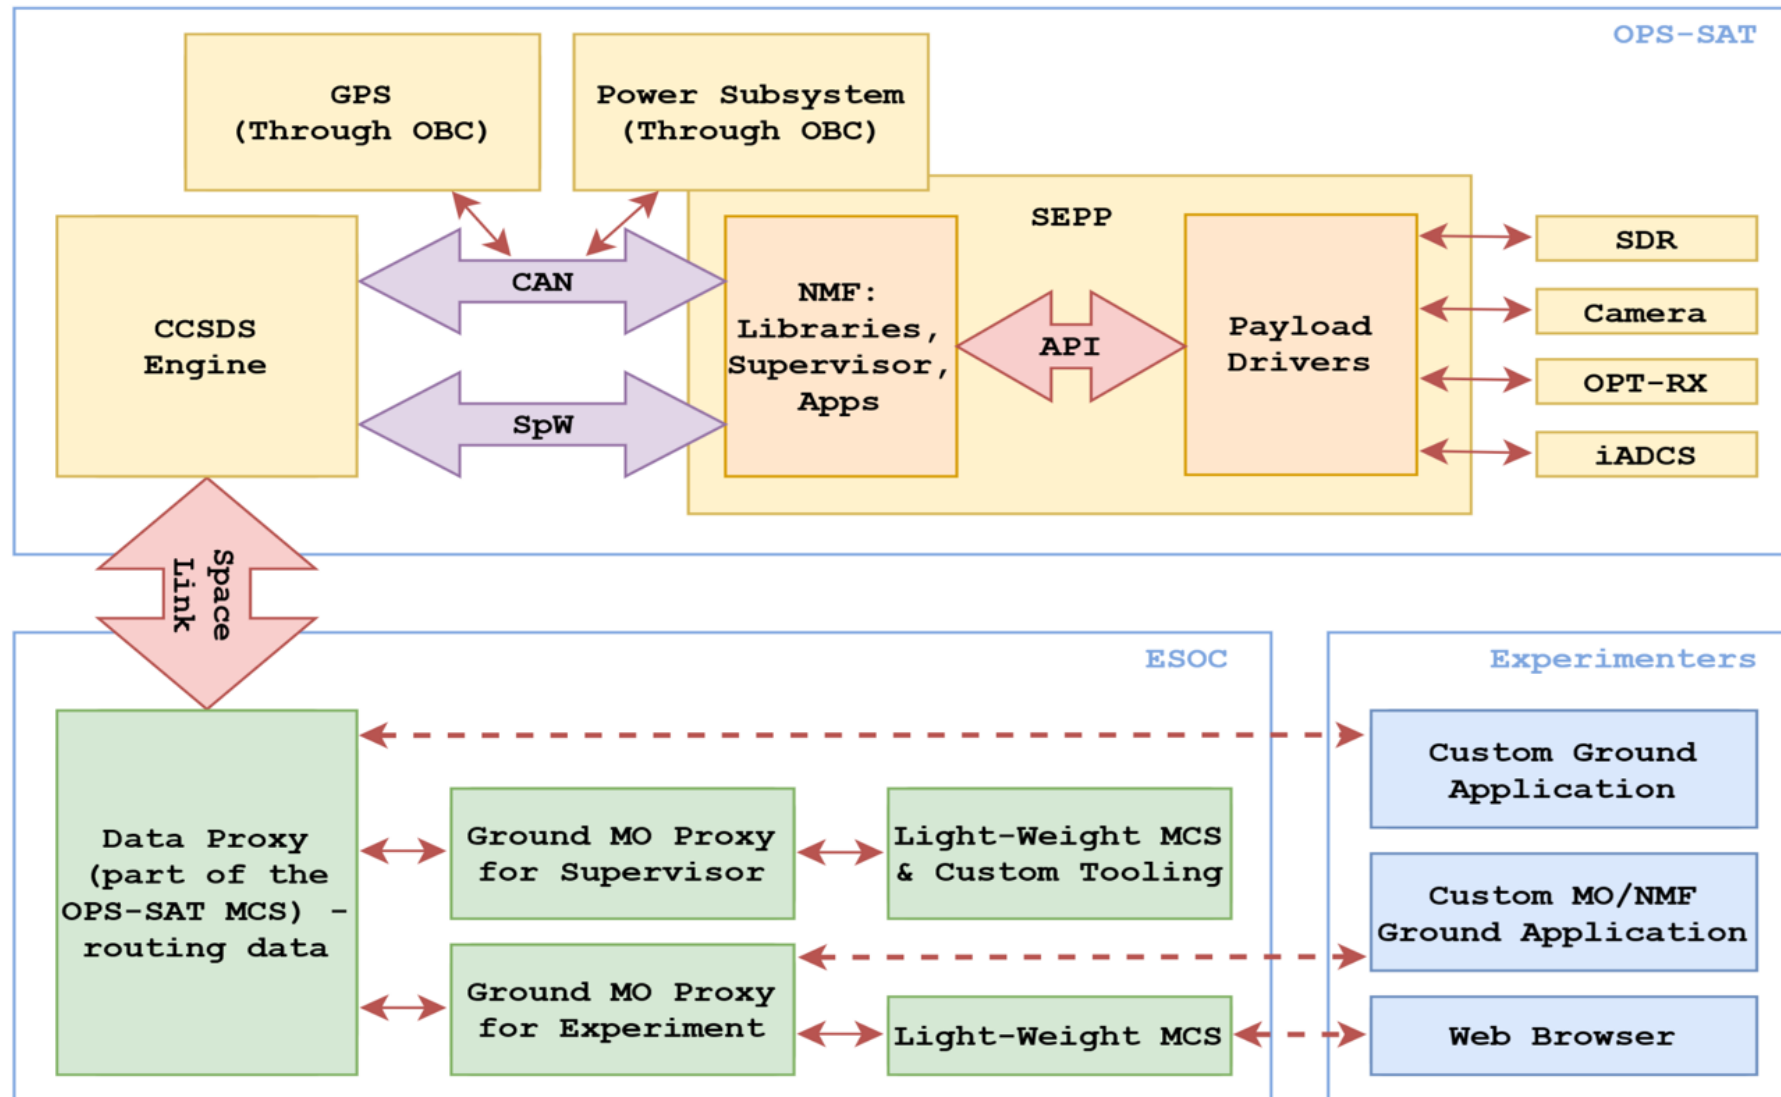 OPS-SAT
GPS
(Through OBC)
Power Subsystem
(Through OBC)
SEPP
CCSDS
Engine
CAN
SpW
NMF:
Libraries,
Supervisor,
Apps
API
Payload
Drivers
SDR
Camera
OPT-RX
iADCS
Space
Link
ESOC
Experimenters
Data Proxy
(part of the
OPS-SAT MCS) -
routing data
Ground MO Proxy
for Supervisor
Light-Weight MCS
& Custom Tooling
Ground MO Proxy
for Experiment
Light-Weight MCS
Custom Ground
Application
Custom MO/NMF
Ground Application
Web Browser